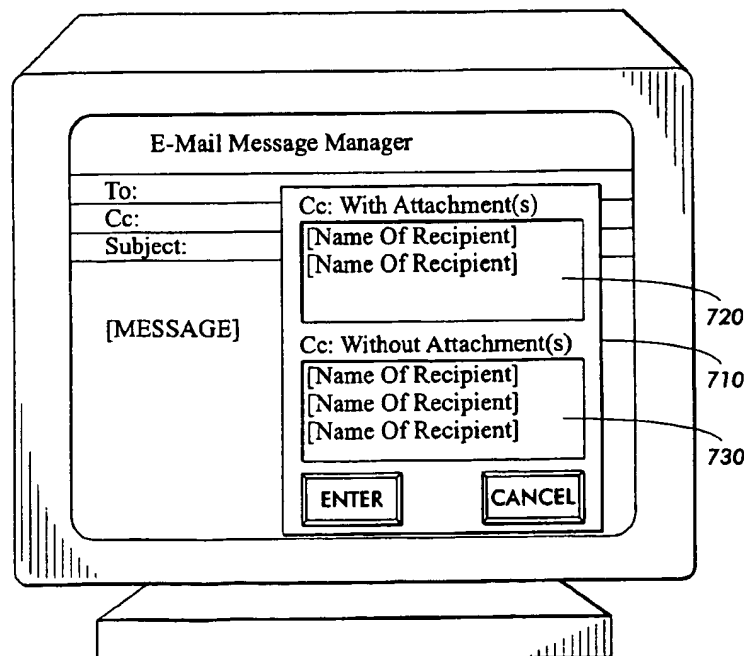 E-Mail Message Manager
To:
Cc:
Subject:
[MESSAGE]
Cc: With Attachment(s)
[Name Of Recipient]
[Name Of Recipient]
Cc: Without Attachment(s)
[Name Of Recipient]
[Name Of Recipient]
[Name Of Recipient]
ENTER
CANCEL
720
710
730